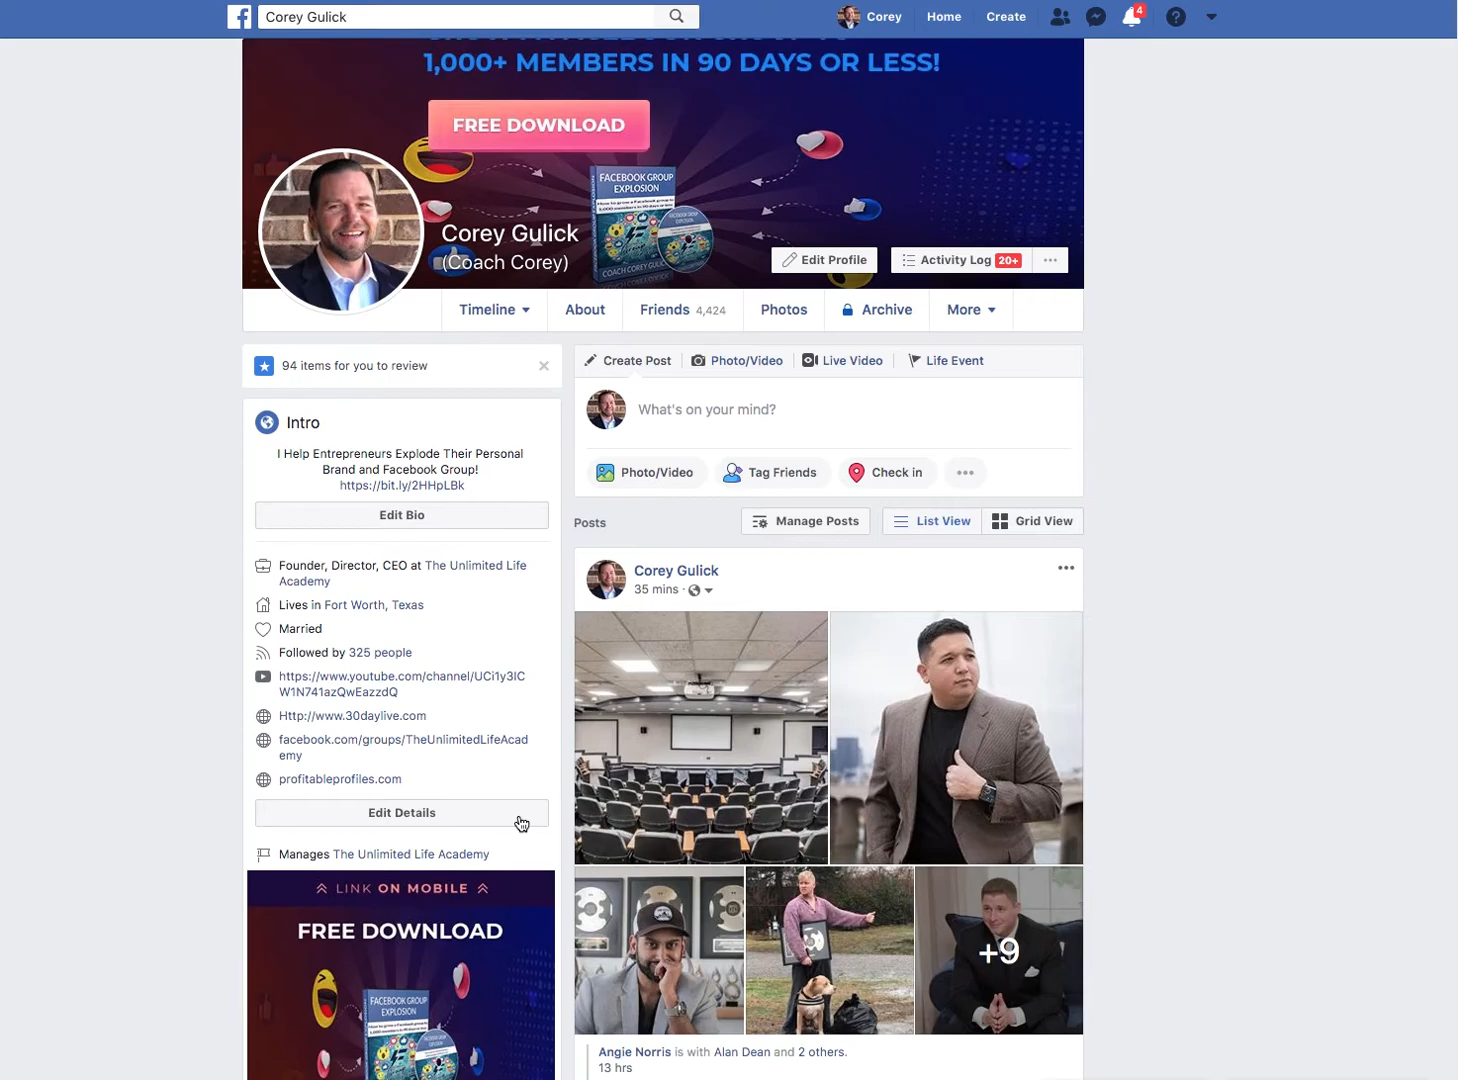 Corey Gulick
Corey
Home
Create
4
1,000+ MEMBERS IN 90 DAYS OR LESS!
FREE DOWNLOAD
FACEBOOK GROUP
EXPLOSION
COACH COREY GULICK
Corey Gulick
(Coach Corey)
Edit Profile
Activity Log 20+
Timeline
About
Friends 4,424
Photos
Archive
More
94 items for you to review
Intro
I Help Entrepreneurs Explode Their Personal
Brand and Facebook Group!
https://bit.ly/2HHpLBk
Edit Bio
Founder, Director, CEO at The Unlimited Life
Academy
Lives in Fort Worth, Texas
Married
Followed by 325 people
https://www.youtube.com/channel/UCi1y3IC
W1N741azQwEazzdQ
Http://www.30daylive.com
facebook.com/groups/TheUnlimitedLifeAcad
emy
profitableprofiles.com
Edit Details
Manages The Unlimited Life Academy
LINK ON MOBILE
FREE DOWNLOAD
FACEBOOK GROUP
EXPLOSION
Create Post
Photo/Video
Live Video
Life Event
What's on your mind?
Photo/Video
Tag Friends
Check in
Posts
Manage Posts
List View
Grid View
Corey Gulick
35 mins
+9
Angie Norris is with Alan Dean and 2 others.
13 hrs